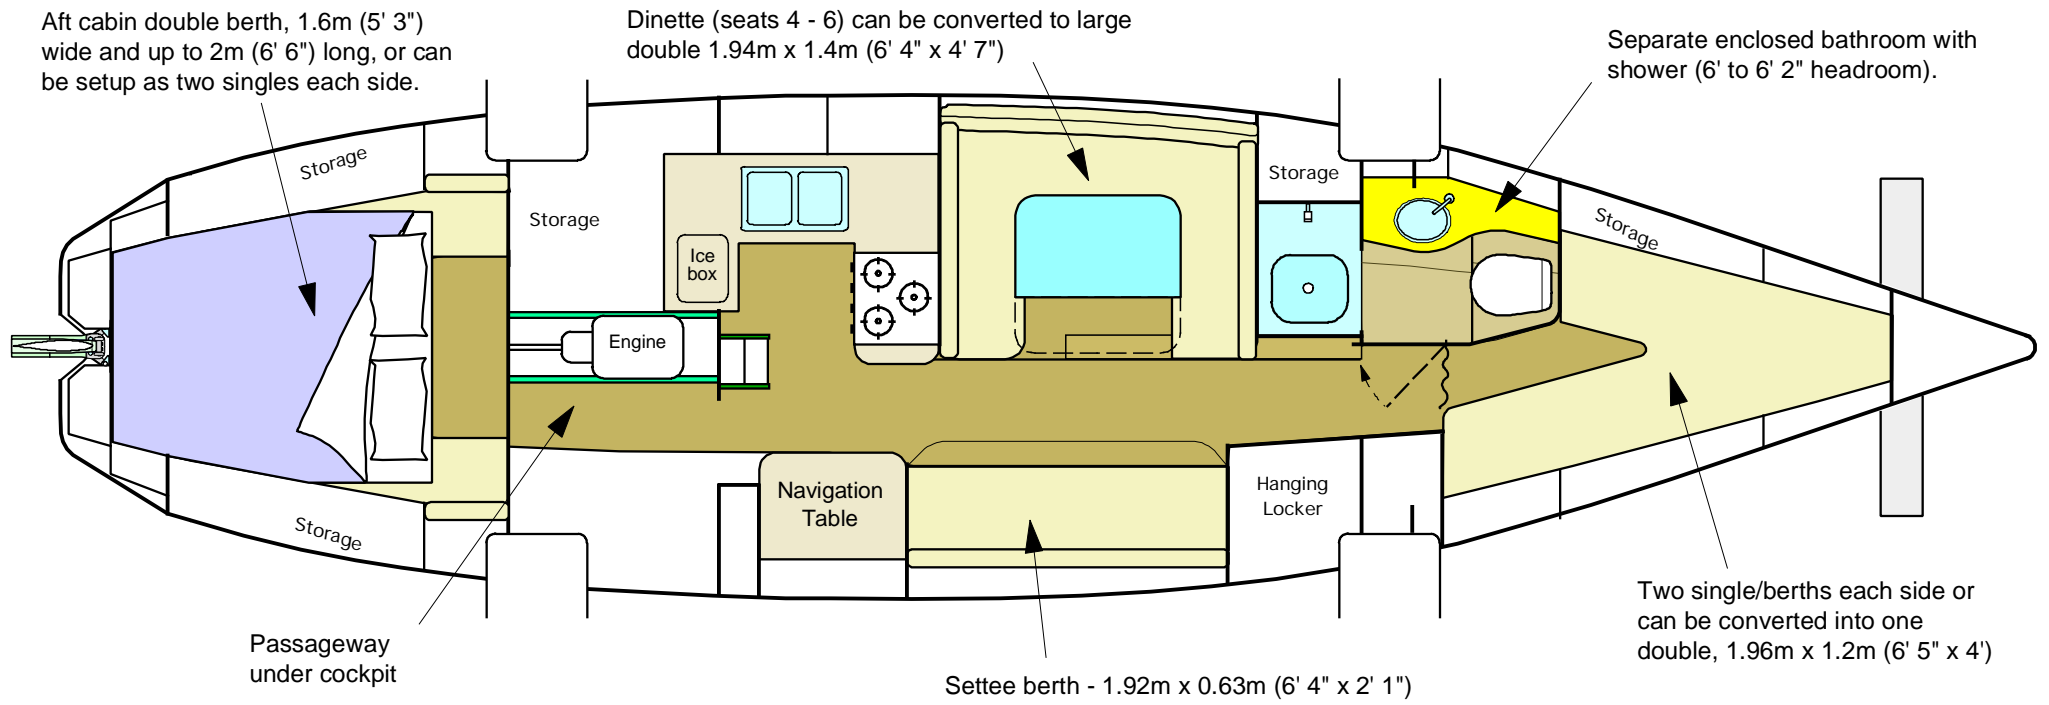 Aft cabin double berth, 1.6m (5' 3")
wide and up to 2m (6' 6") long, or can
be setup as two singles each side.
Dinette (seats 4 - 6) can be converted to large
double 1.94m x 1.4m (6' 4" x 4' 7")
Separate enclosed bathroom with
shower (6' to 6' 2" headroom).
Storage
Storage
Storage
Storage
Ice
box
Engine
Navigation
Table
Hanging
Locker
Storage
Passageway
under cockpit
Settee berth - 1.92m x 0.63m (6' 4" x 2' 1")
Two single/berths each side or
can be converted into one
double, 1.96m x 1.2m (6' 5" x 4')